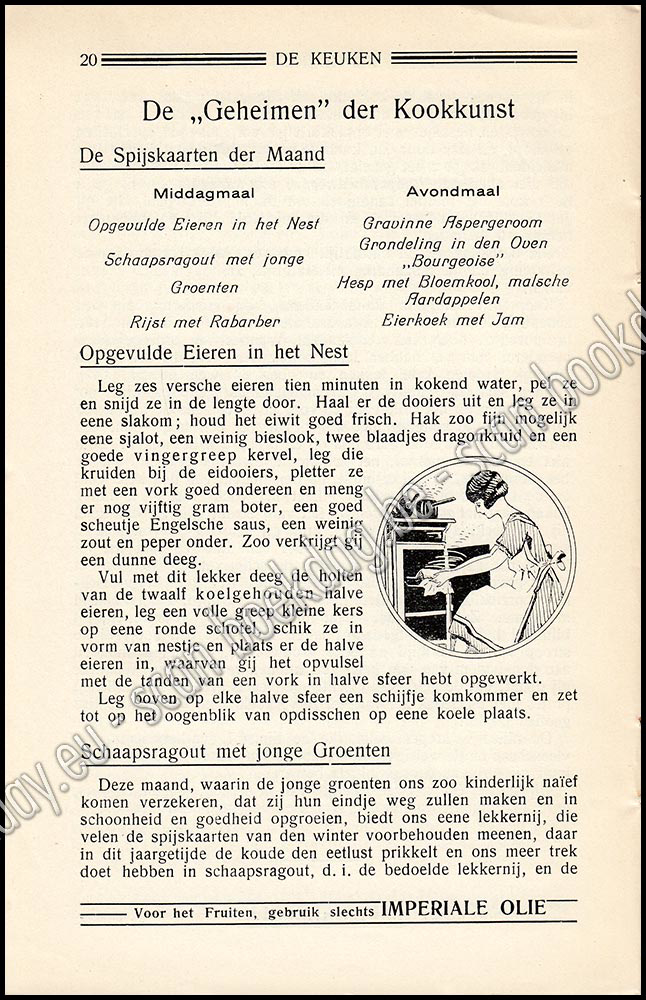 20 DE KEUKEN
De „Geheimen” der Kookkunst
De Spijskaarten der Maand
Middagmaal
Opgevulde Eieren in het Nest
Schaapsragout met jonge
Groenten
Rijst met Rabarber
Avondmaal
Gravinne Aspergeroom
Grondeling in den Oven
„Bourgeoise”
Hesp met Bloemkool, malsche
Aardappelen
Eierkoek met Jam
Opgevulde Eieren in het Nest
Leg zes versche eieren tien minuten in kokend water, pel ze
en snijd ze in de lengte door. Haal er de dooiers uit en leg ze in
eene slakom; houd het eiwit goed frisch. Hak zoo fijn mogelijk
eene sjalot, een weinig bieslook, twee blaadjes dragonkruid en een
goede vingergreep kervel, leg die
kruiden bij de eidooiers, pletter ze
met een vork goed ondereen en meng
er nog vijftig gram boter, een goed
scheutje Engelsche saus, een weinig
zout en peper onder. Zoo verkrijgt gij
een dunne deeg.
Vul met dit lekker deeg de holten
van de twaalf koelgehouden halve
eieren, leg een volle greep kleine kers
op eene ronde schotel, schik ze in
vorm van nestje en plaats er de halve
eieren in, waarvan gij het opvulsel
met de tanden van een vork in halve sfeer hebt opgewerkt.
Leg boven op elke halve sfeer een schijfje komkommer en zet
tot op het oogenblik van opdisschen op eene koele plaats.
Schaapsragout met jonge Groenten
Deze maand, waarin de jonge groenten ons zoo kinderlijk naïef
komen verzekeren, dat zij hun eindje weg zullen maken en in
schoonheid en goedheid opgroeien, biedt ons eene lekkernij, die
velen de spijskaarten van den winter voorbehouden meenen, daar
in dit jaargetijde de koude den eetlust prikkelt en ons meer trek
doet hebben in schaapsragout, d. i. de bedoelde lekkernij, en de
Voor het Fruiten, gebruik slechts IMPERIALE OLIE